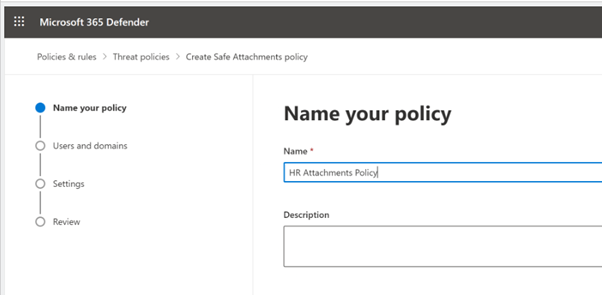 Microsoft 365 Defender
Policies & rules > Threat policies > Create Safe Attachments policy
Name your policy
Users and domains
Settings
Review
Name your policy
Name *
HR Attachments Policy
Description